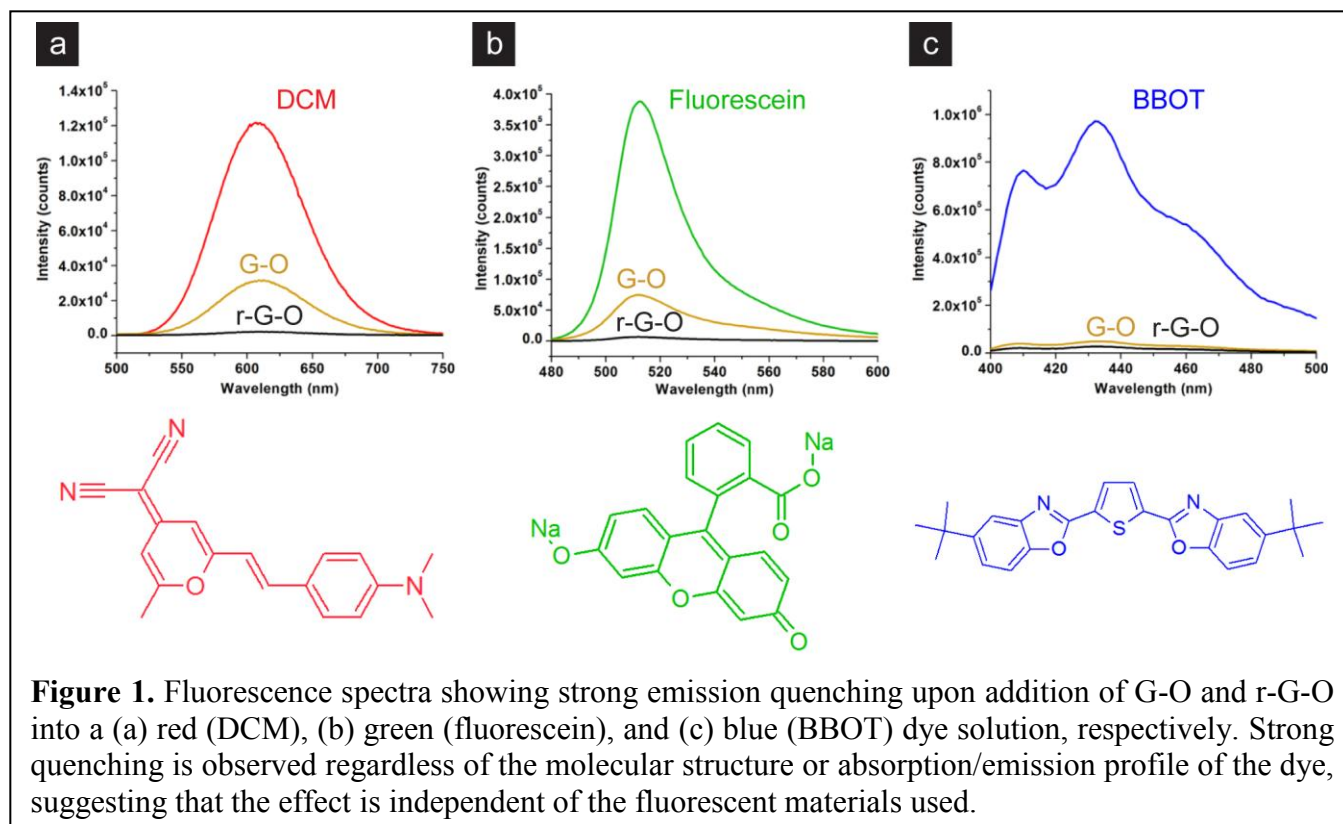 a
DCM
1.4x10⁵
1.2x10⁵
1.0x10⁵
8.0x10⁴
6.0x10⁴
4.0x10⁴
2.0x10⁴
0.0
Intensity (counts)
G-O
r-G-O
500 550 600 650 700 750
Wavelength (nm)
b
Fluorescein
4.0x10⁵
3.5x10⁵
3.0x10⁵
2.5x10⁵
2.0x10⁵
1.5x10⁵
1.0x10⁵
5.0x10⁴
0.0
Intensity (counts)
G-O
r-G-O
480 500 520 540 560 580 600
Wavelength (nm)
c
BBOT
1.0x10⁶
8.0x10⁵
6.0x10⁵
4.0x10⁵
2.0x10⁵
0.0
Intensity (counts)
G-O r-G-O
400 420 440 460 480 500
Wavelength (nm)
N
N
O
N
Na
O
O
Na
O
O
O
N
O
S
N
O
Figure 1. Fluorescence spectra showing strong emission quenching upon addition of G-O and r-G-O
into a (a) red (DCM), (b) green (fluorescein), and (c) blue (BBOT) dye solution, respectively. Strong
quenching is observed regardless of the molecular structure or absorption/emission profile of the dye,
suggesting that the effect is independent of the fluorescent materials used.